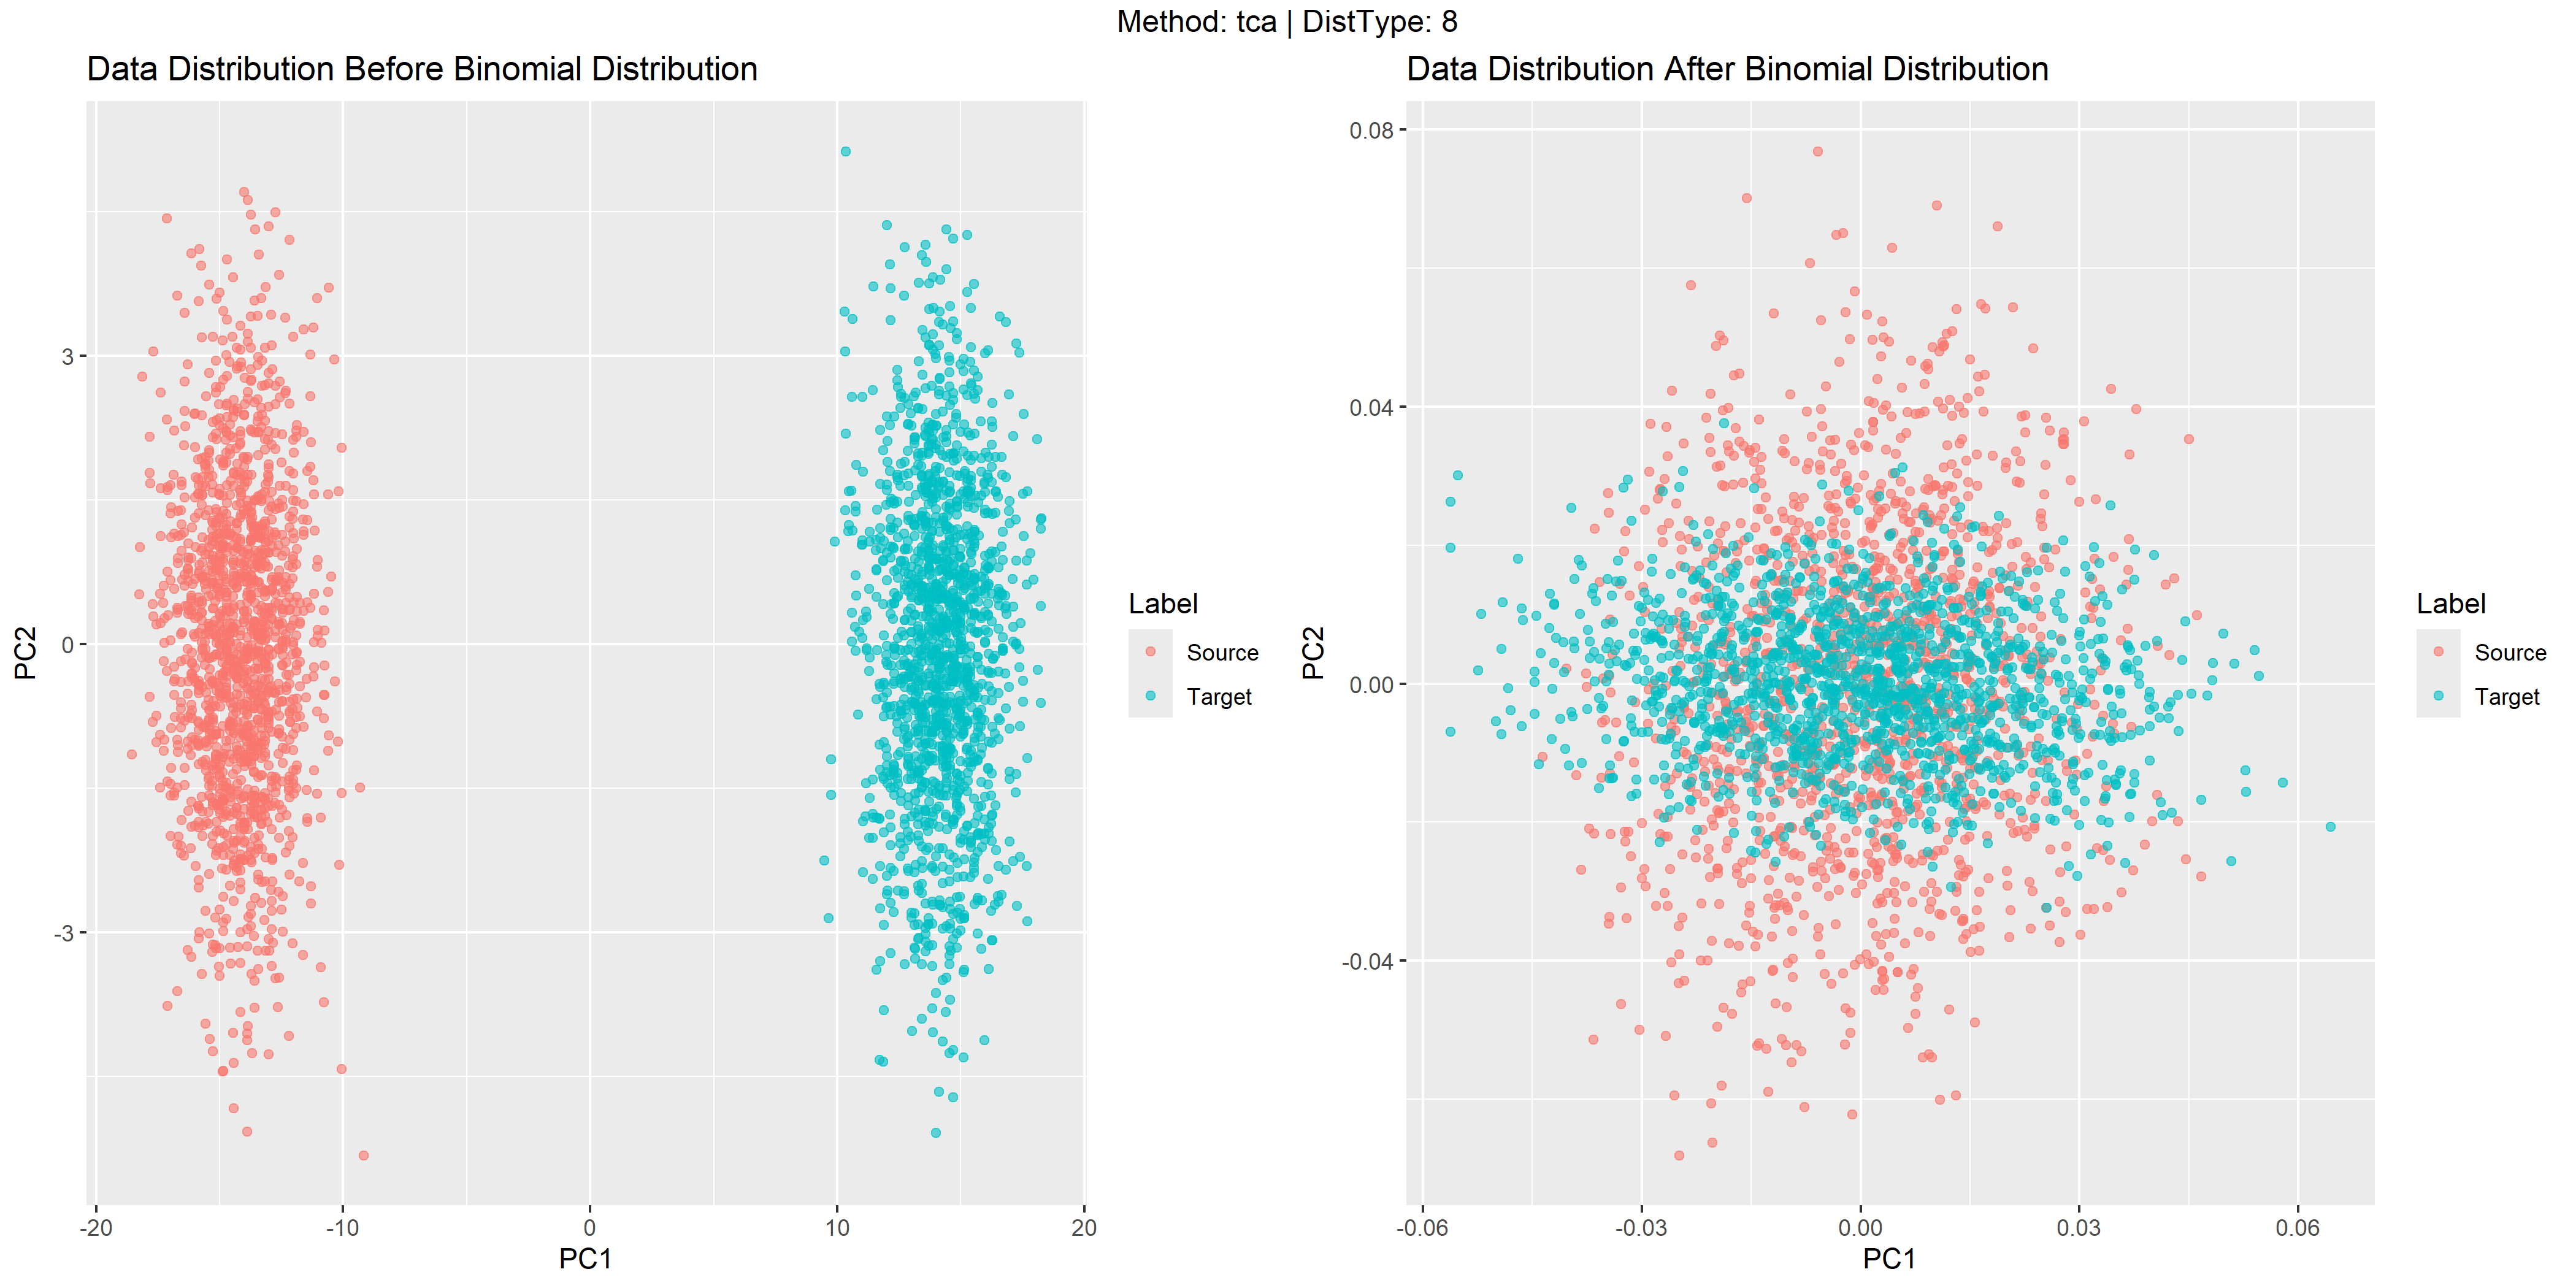 Method: tca | DistType: 8
Data Distribution Before Binomial Distribution
PC2
3
0
-3
-20 -10 0 10 20
PC1
Label
Source
Target
Data Distribution After Binomial Distribution
PC2
0.08
0.04
0.00
-0.04
-0.06 -0.03 0.00 0.03 0.06
PC1
Label
Source
Target